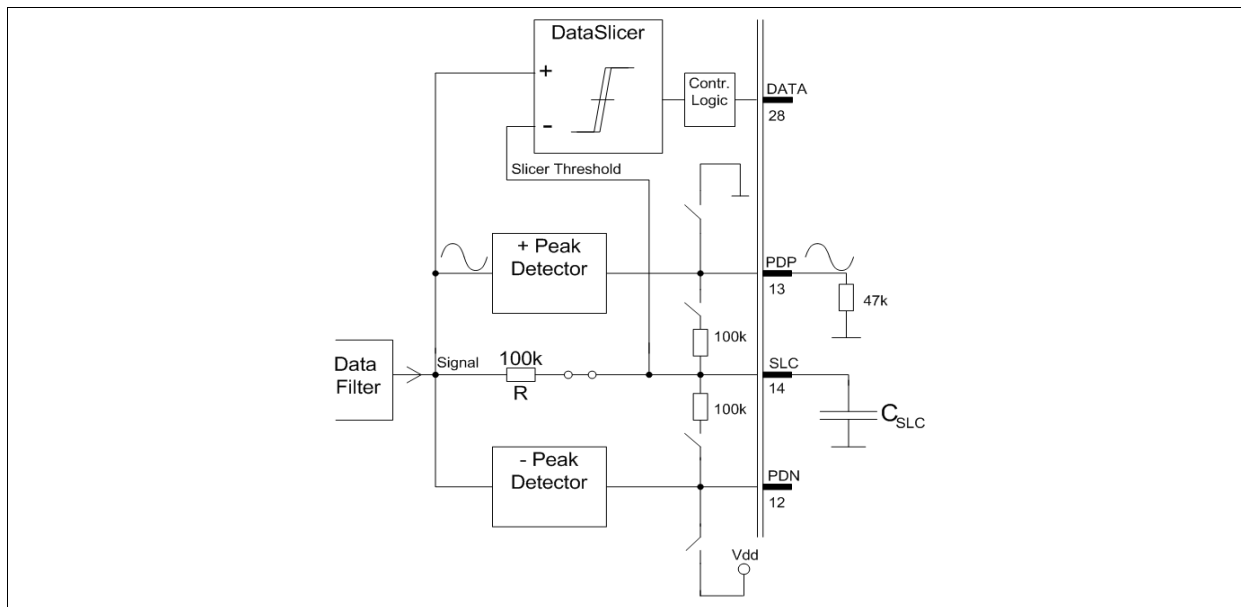 DataSlicer
+
-
Contr.
Logic
DATA
28
Slicer Threshold
+ Peak
Detector
PDP
13
47k
100k
Data
Filter
Signal
100k
R
SLC
14
100k
CSLC
- Peak
Detector
PDN
12
Vdd